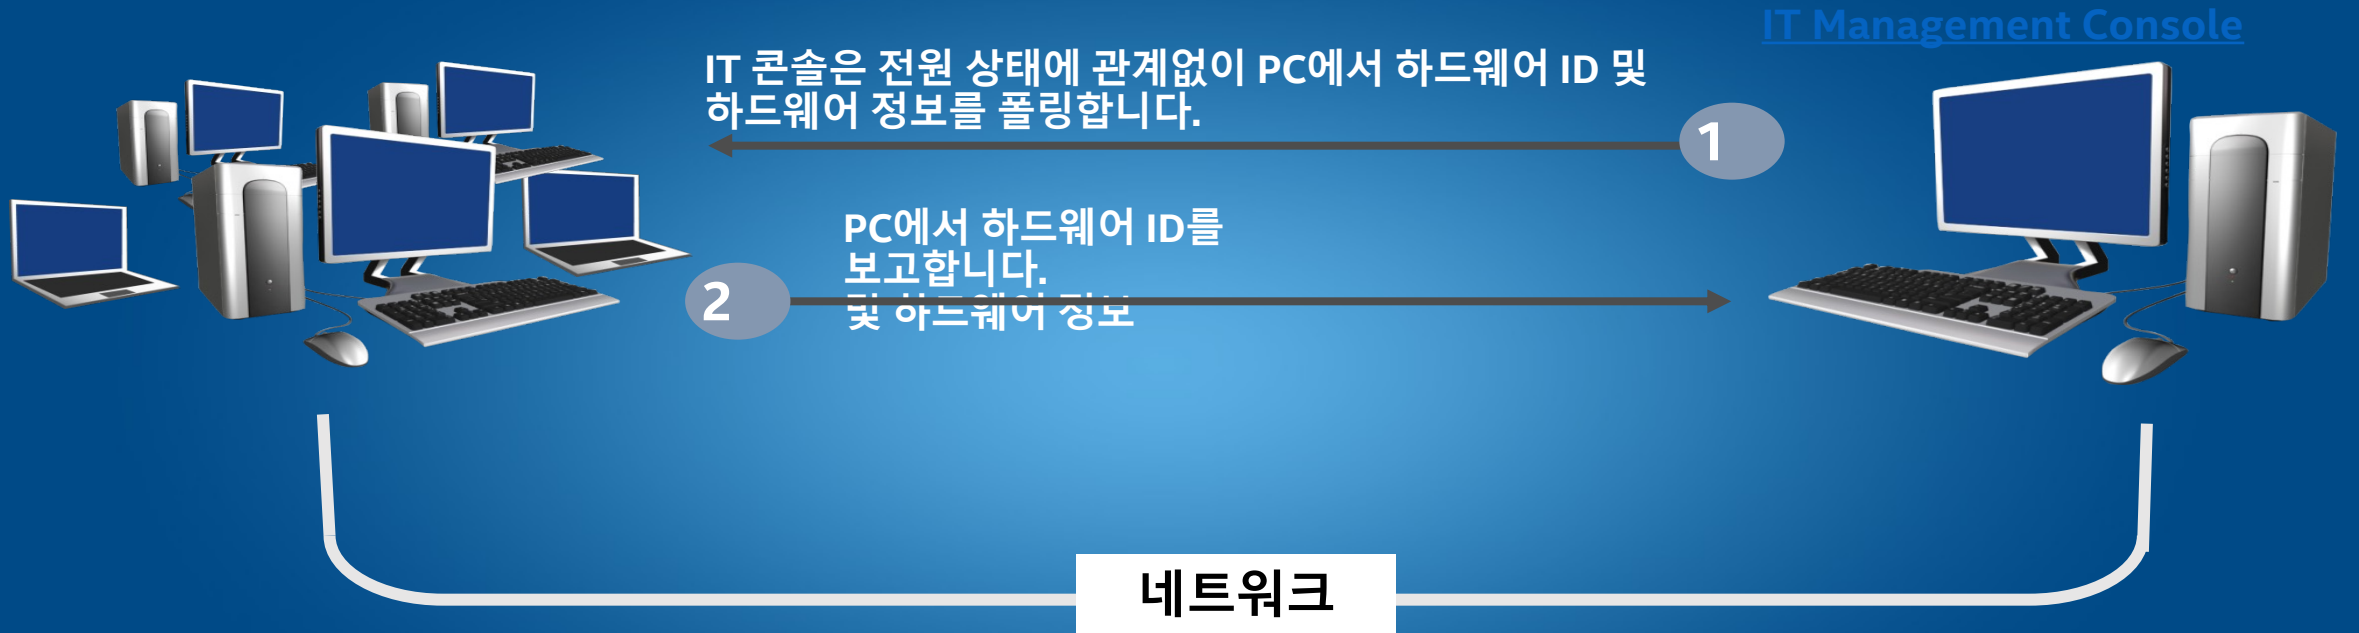 IT Management Console
IT 콘솔은 전원 상태에 관계없이 PC에서 하드웨어 ID 및
하드웨어 정보를 폴링합니다.
1
PC에서 하드웨어 ID를
보고합니다.
2
및 하드웨어 정보
네트워크